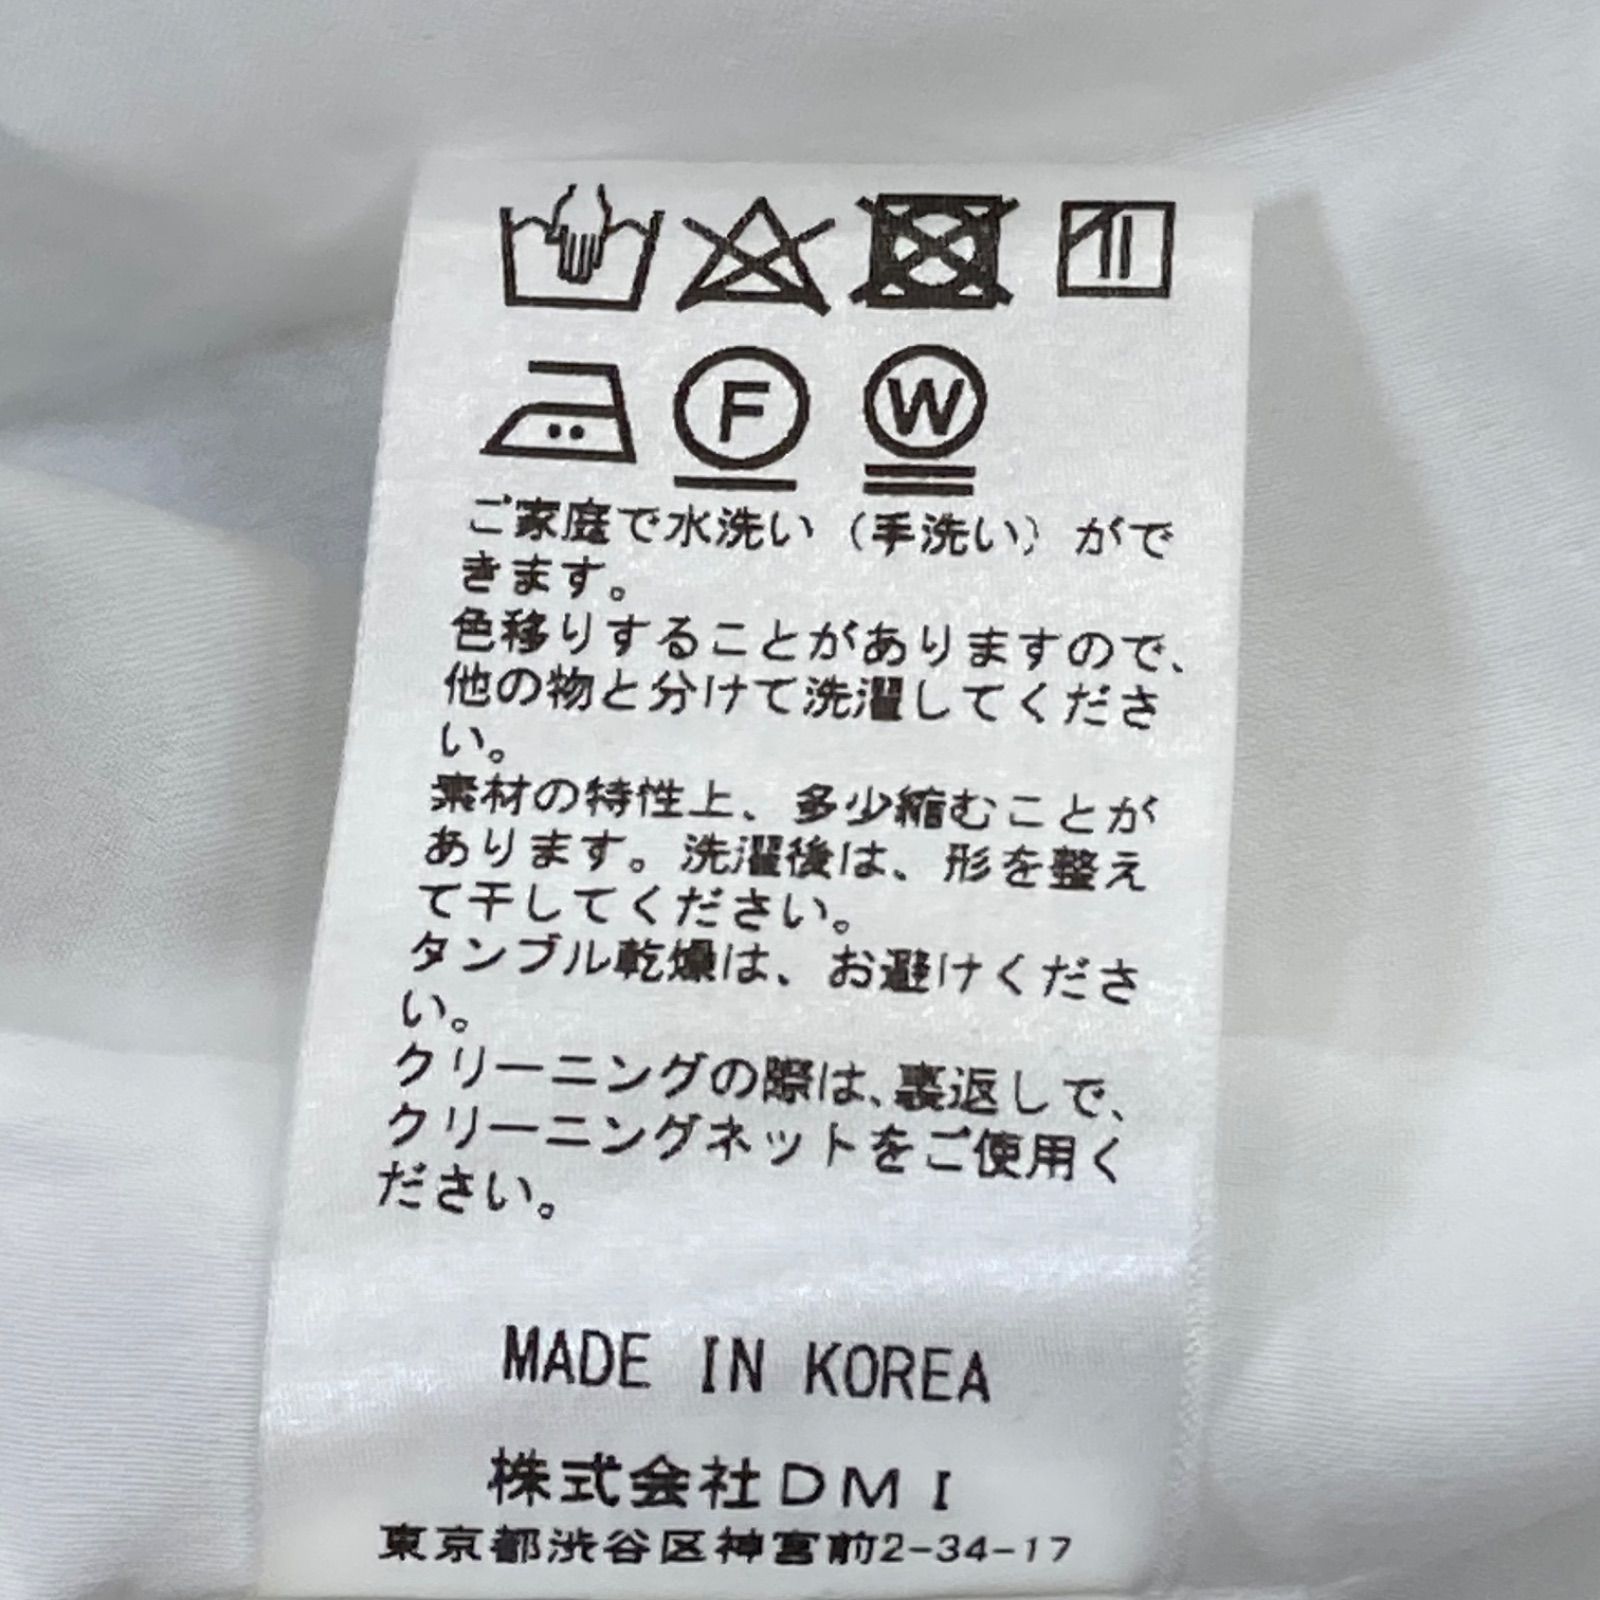 F W
ご家庭で水洗い（手洗い）がで
きます。
色移りすることがありますので、
他の物と分けて洗濯してくださ
い。
素材の特性上、多少縮むことが
あります。洗濯後は、形を整え
て干してください。
タンブル乾燥は、お避けくださ
い。
クリーニングの際は、裏返しで、
クリーニングネットをご使用く
ださい。
MADE IN KOREA
株式会社DMI
東京都渋谷区神宮前2-34-17